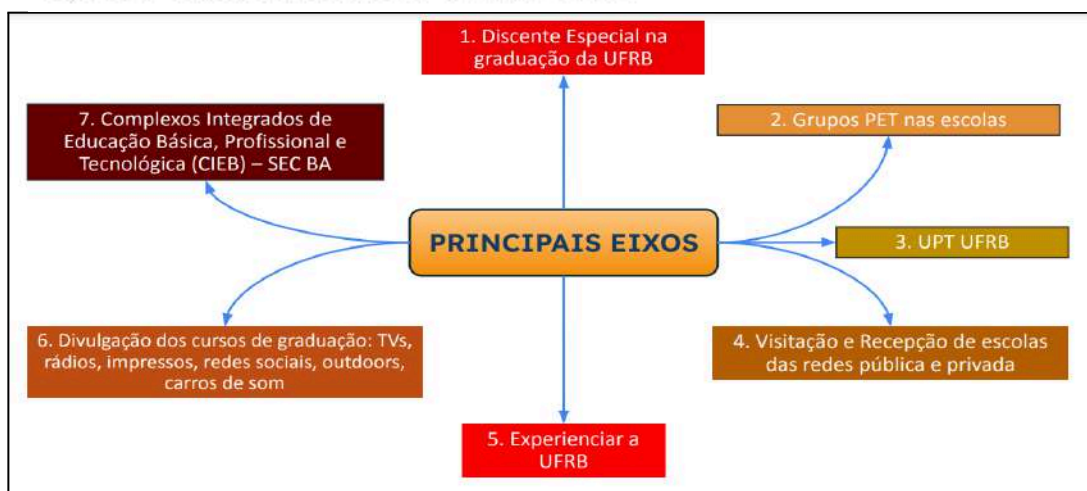 1. Discente Especial na
graduação da UFRB
2. Grupos PET nas escolas
3. UPT UFRB
4. Visitação e Recepção de escolas
das redes pública e privada
5. Experienciar a
UFRB
6. Divulgação dos cursos de graduação: TVs,
rádios, impressos, redes sociais, outdoors,
carros de som
7. Complexos Integrados de
Educação Básica, Profissional e
Tecnológica (CIEB) – SEC BA
PRINCIPAIS EIXOS